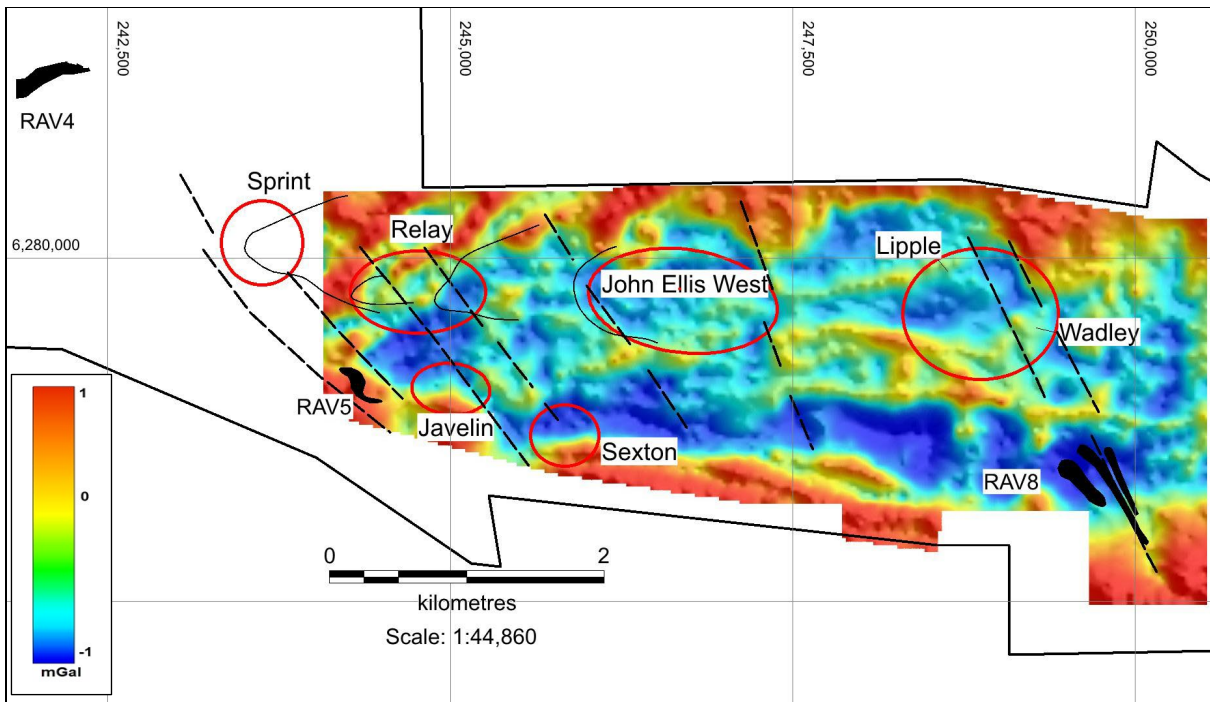 242,500
245,000
247,500
250,000
RAV4
Sprint
Relay
6,280,000
Lipple
John Ellis West
Wadley
1
0
-1
mGal
RAV5
Javelin
Sexton
RAV8
0
2
kilometres
Scale: 1:44,860